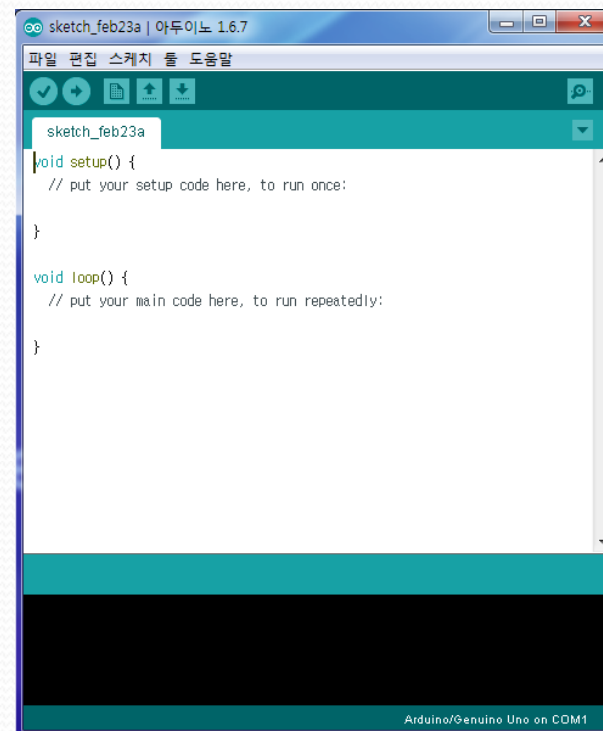 sketch_feb23a | 아두이노 1.6.7
파일 편집 스케치 툴 도움말
sketch_feb23a
void setup() {
// put your setup code here, to run once:
}
void loop() {
// put your main code here, to run repeatedly:
}
Arduino/Genuino Uno on COM1